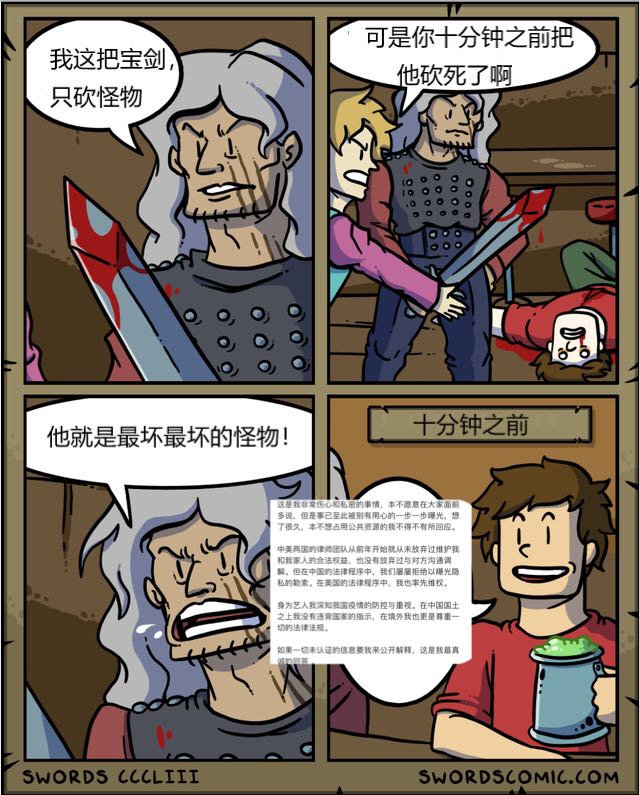 我这把宝剑,
只砍怪物
可是你十分钟之前把
他砍死了啊
他就是最坏最坏的怪物!
十分钟之前
这是我非常伤心和私密的事情，本不愿意在大家面前
多说，但是事已至此被别有用心的一步一步曝光，想
了很久，本不想占用公共资源的我不得不有所回应。
中美两国的律师团队从前年开始就从未放弃过维护我
和我家人的合法权益，也没有放弃过与对方沟通调
解。但在中国的法律程序中，我们屡屡拒绝以曝光隐
私的勒索。在美国的法律程序中，我也率先维权。
身为艺人我深知我国疫情的防控与重视。在中国国土
之上我没有违背国家的指示，在境外我也更是尊重一
切的法律法规。
如果一切未认证的信息要我来公开解释，这是我最真
诚的回答
SWORDS CCCLIII
SWORDSCOMIC.COM